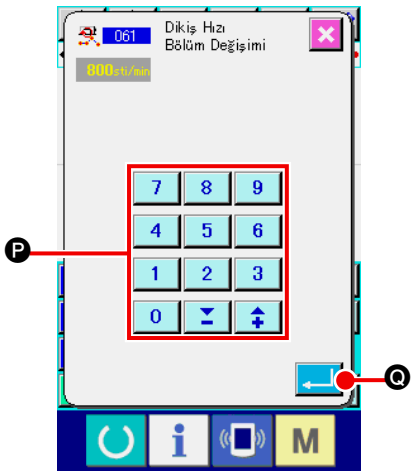 061
Dikiş Hızı
Bölüm Değişimi
800sti/min
7 8 9
4 5 6
1 2 3
0
P
Q
i
M